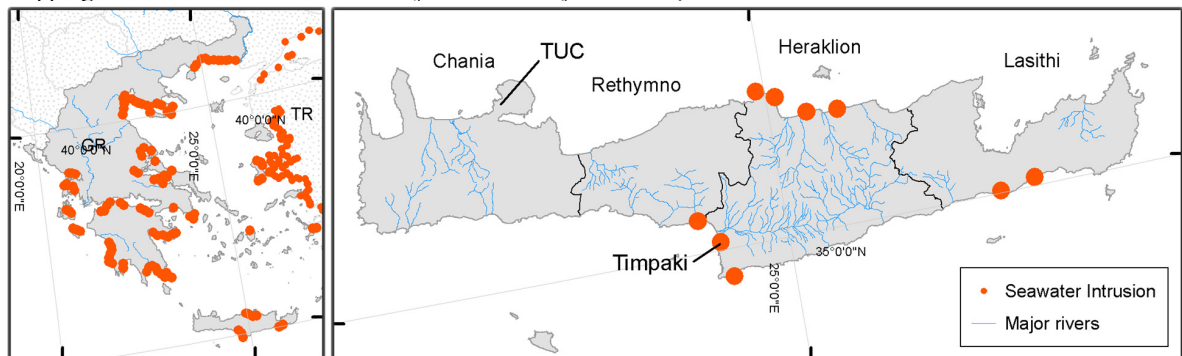 TR
40°0'0"N
GR
40°0'0"N
25°0'0"E
20°0'0"E
Heraklion
TUC
Chania
Lasithi
Rethymno
35°0'0"N
Timpaki
25°0'0"E
Seawater Intrusion
Major rivers